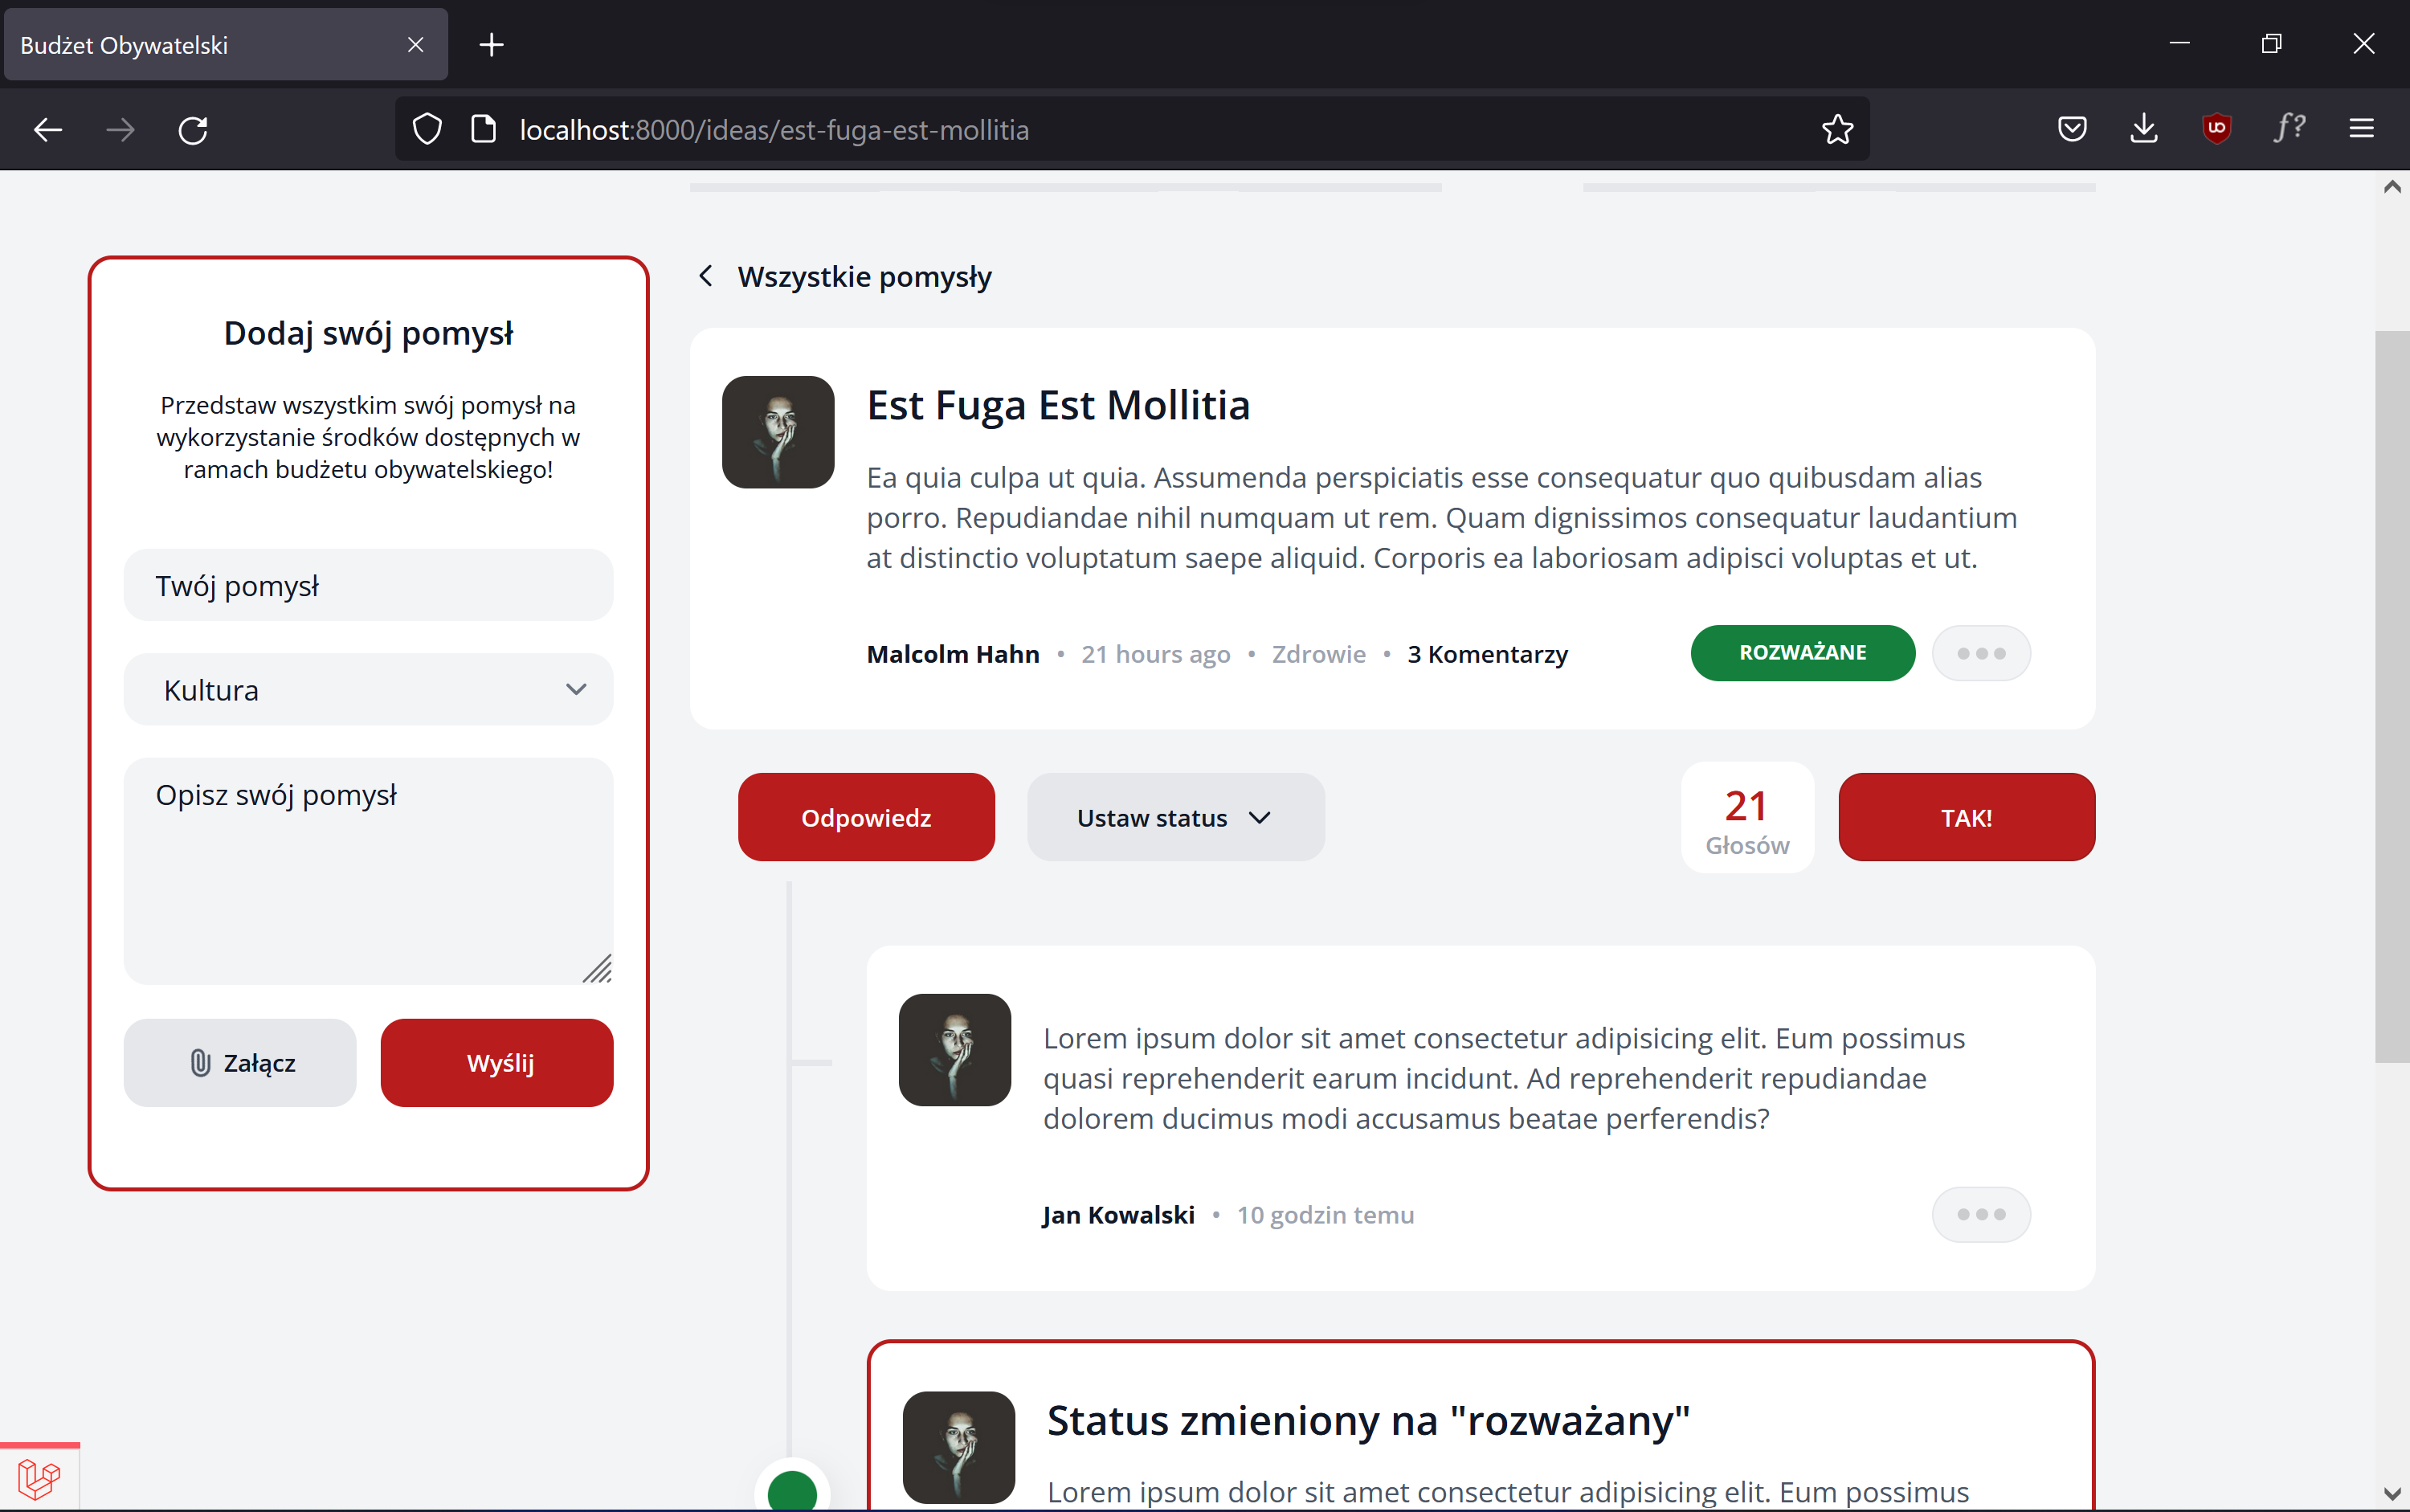 Budżet Obywatelski
localhost:8000/ideas/est-fuga-est-mollitia
Dodaj swój pomysł
Przedstaw wszystkim swój pomysł na
wykorzystanie środków dostępnych w
ramach budżetu obywatelskiego!
Twój pomysł
Kultura
Opisz swój pomysł
Załącz
Wyślij
Wszystkie pomysły
Est Fuga Est Mollitia
Ea quia culpa ut quia. Assumenda perspiciatis esse consequatur quo quibusdam alias
porro. Repudiandae nihil numquam ut rem. Quam dignissimos consequatur laudantium
at distinctio voluptatum saepe aliquid. Corporis ea laboriosam adipisci voluptas et ut.
Malcolm Hahn • 21 hours ago • Zdrowie • 3 Komentarzy
ROZWAŻANE
Odpowiedz
Ustaw status
21
Głosów
TAK!
Lorem ipsum dolor sit amet consectetur adipisicing elit. Eum possimus
quasi reprehenderit earum incidunt. Ad reprehenderit repudiandae
dolorem ducimus modi accusamus beatae perferendis?
Jan Kowalski • 10 godzin temu
Status zmieniony na "rozważany"
Lorem ipsum dolor sit amet consectetur adipisicing elit. Eum possimus